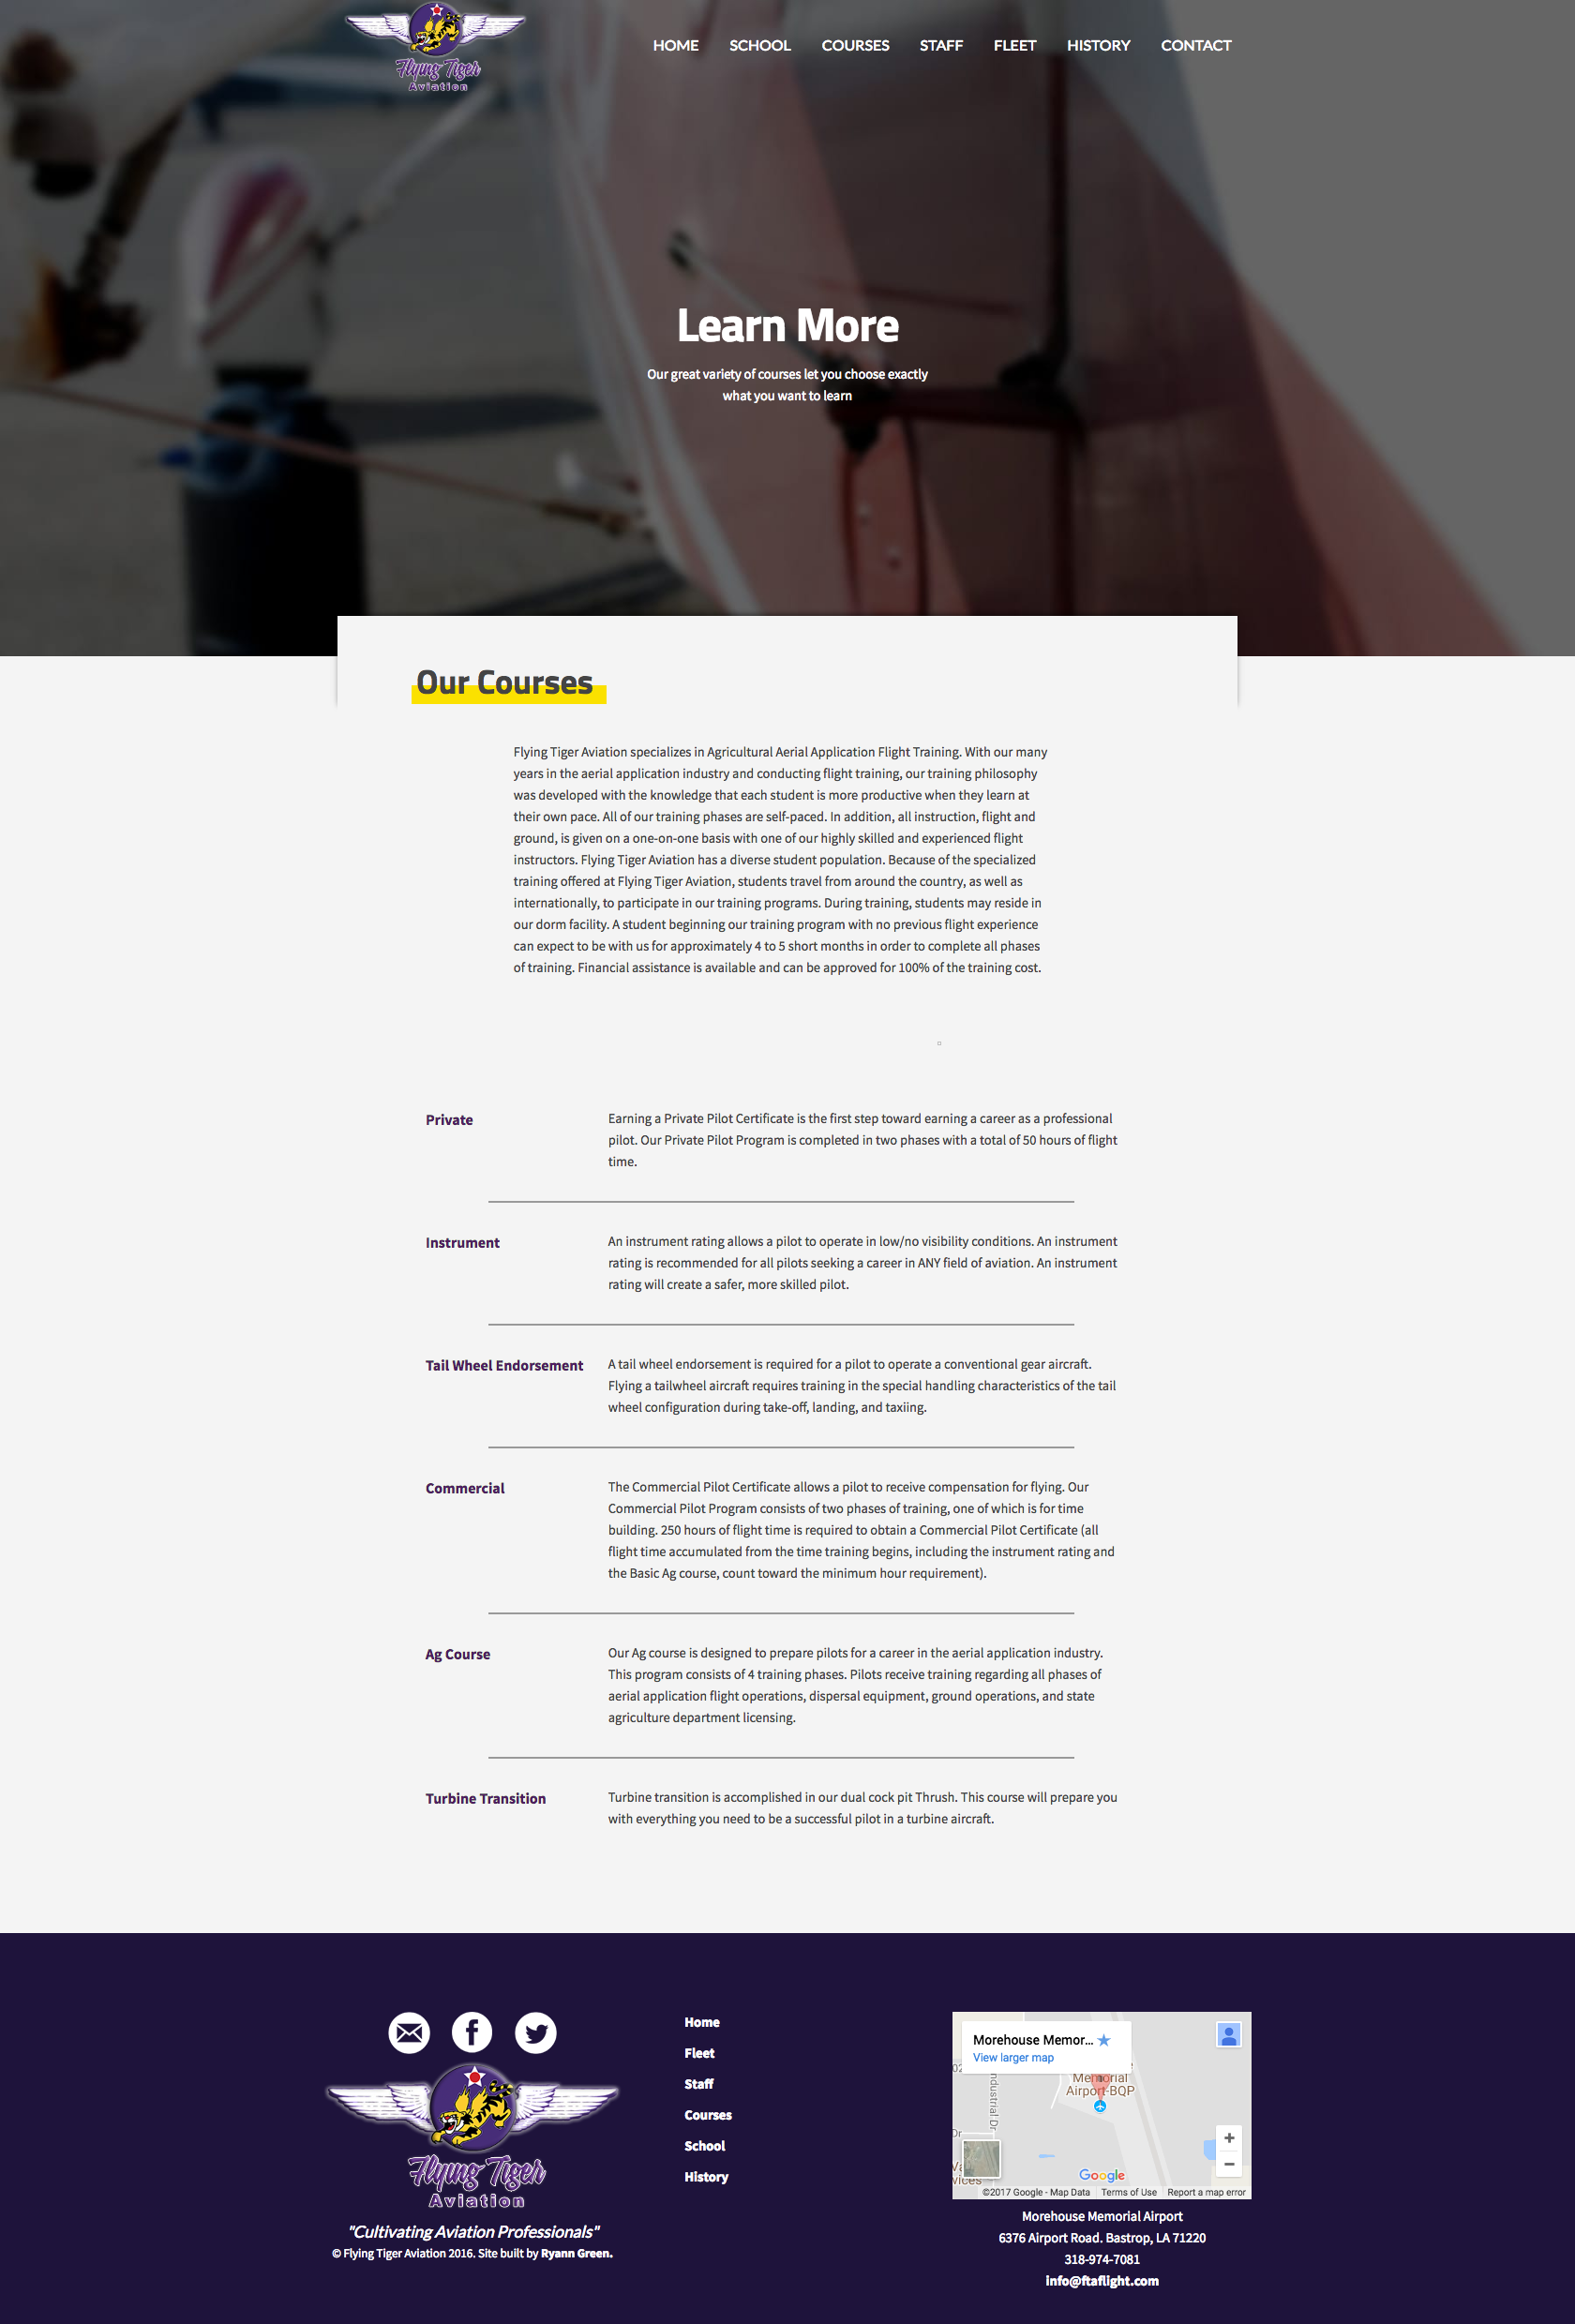 Flying Tiger
Aviation
HOME SCHOOL COURSES STAFF FLEET HISTORY CONTACT
Learn More
Our great variety of courses let you choose exactly
what you want to learn
Our Courses
Flying Tiger Aviation specializes in Agricultural Aerial Application Flight Training. With our many
years in the aerial application industry and conducting flight training, our training philosophy
was developed with the knowledge that each student is more productive when they learn at
their own pace. All of our training phases are self-paced. In addition, all instruction, flight and
ground, is given on a one-on-one basis with one of our highly skilled and experienced flight
instructors. Flying Tiger Aviation has a diverse student population. Because of the specialized
training offered at Flying Tiger Aviation, students travel from around the country, as well as
internationally, to participate in our training programs. During training, students may reside in
our dorm facility. A student beginning our training program with no previous flight experience
can expect to be with us for approximately 4 to 5 short months in order to complete all phases
of training. Financial assistance is available and can be approved for 100% of the training cost.
Private
Earning a Private Pilot Certificate is the first step toward earning a career as a professional
pilot. Our Private Pilot Program is completed in two phases with a total of 50 hours of flight
time.
Instrument
An instrument rating allows a pilot to operate in low/no visibility conditions. An instrument
rating is recommended for all pilots seeking a career in ANY field of aviation. An instrument
rating will create a safer, more skilled pilot.
Tail Wheel Endorsement
A tail wheel endorsement is required for a pilot to operate a conventional gear aircraft.
Flying a tailwheel aircraft requires training in the special handling characteristics of the tail
wheel configuration during take-off, landing, and taxiing.
Commercial
The Commercial Pilot Certificate allows a pilot to receive compensation for flying. Our
Commercial Pilot Program consists of two phases of training, one of which is for time
building. 250 hours of flight time is required to obtain a Commercial Pilot Certificate (all
flight time accumulated from the time training begins, including the instrument rating and
the Basic Ag course, count toward the minimum hour requirement).
Ag Course
Our Ag course is designed to prepare pilots for a career in the aerial application industry.
This program consists of 4 training phases. Pilots receive training regarding all phases of
aerial application flight operations, dispersal equipment, ground operations, and state
agriculture department licensing.
Turbine Transition
Turbine transition is accomplished in our dual cock pit Thrush. This course will prepare you
with everything you need to be a successful pilot in a turbine aircraft.
Flying Tiger
Aviation
"Cultivating Aviation Professionals"
© Flying Tiger Aviation 2016. Site built by Ryann Green.
Home
Fleet
Staff
Courses
School
History
Morehouse Memor...
View larger map
Memorial
Airport-BQP
ndustrial Dr
Dr
Va
vices
Google
©2017 Google - Map Data Terms of Use Report a map error
Morehouse Memorial Airport
6376 Airport Road. Bastrop, LA 71220
318-974-7081
info@ftaflight.com